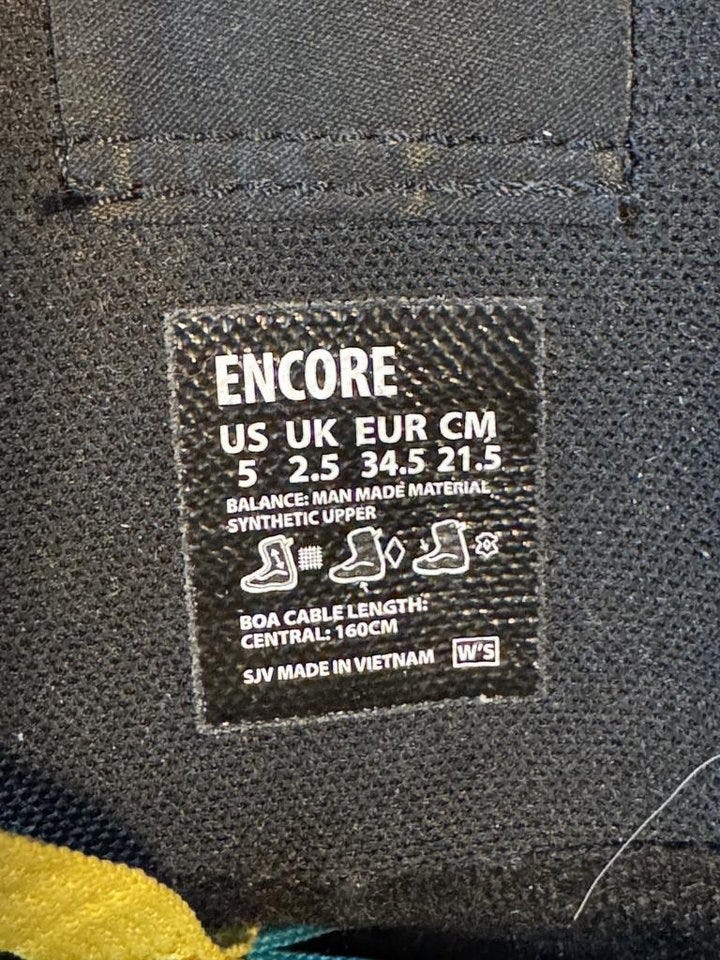 ENCORE
US UK EUR CM
5 2.5 34.5 21.5
BALANCE: MAN MADE MATERIAL
SYNTHETIC UPPER
BOA CABLE LENGTH:
CENTRAL: 160CM
SJV MADE IN VIETNAM W'S